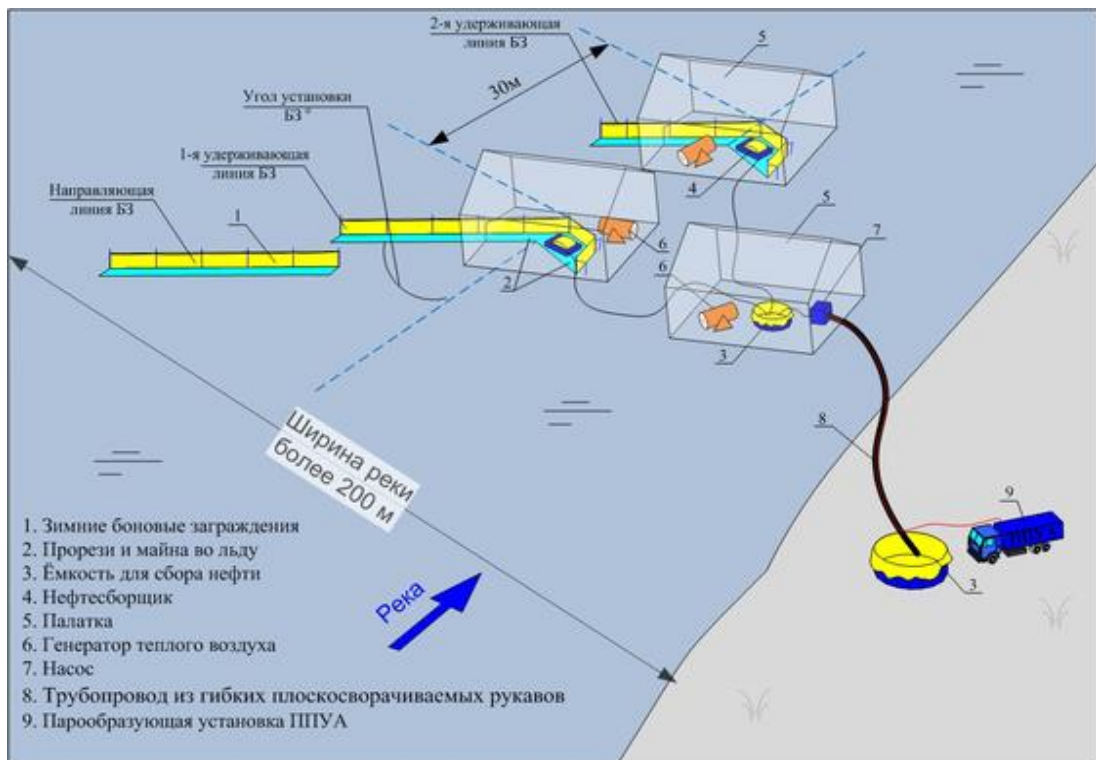 2-я удерживающая
линия БЗ
5
30м
Угол установки
БЗ °
4
1-я удерживающая
линия БЗ
5
7
Направляющая
линия БЗ
1
6
6
2
3
Ширина реки
более 200 м
8
9
3
Река
1. Зимние боновые заграждения
2. Прорези и майна во льду
3. Ёмкость для сбора нефти
4. Нефтесборщик
5. Палатка
6. Генератор теплого воздуха
7. Насос
8. Трубопровод из гибких плоскосворачиваемых рукавов
9. Парообразующая установка ППУА